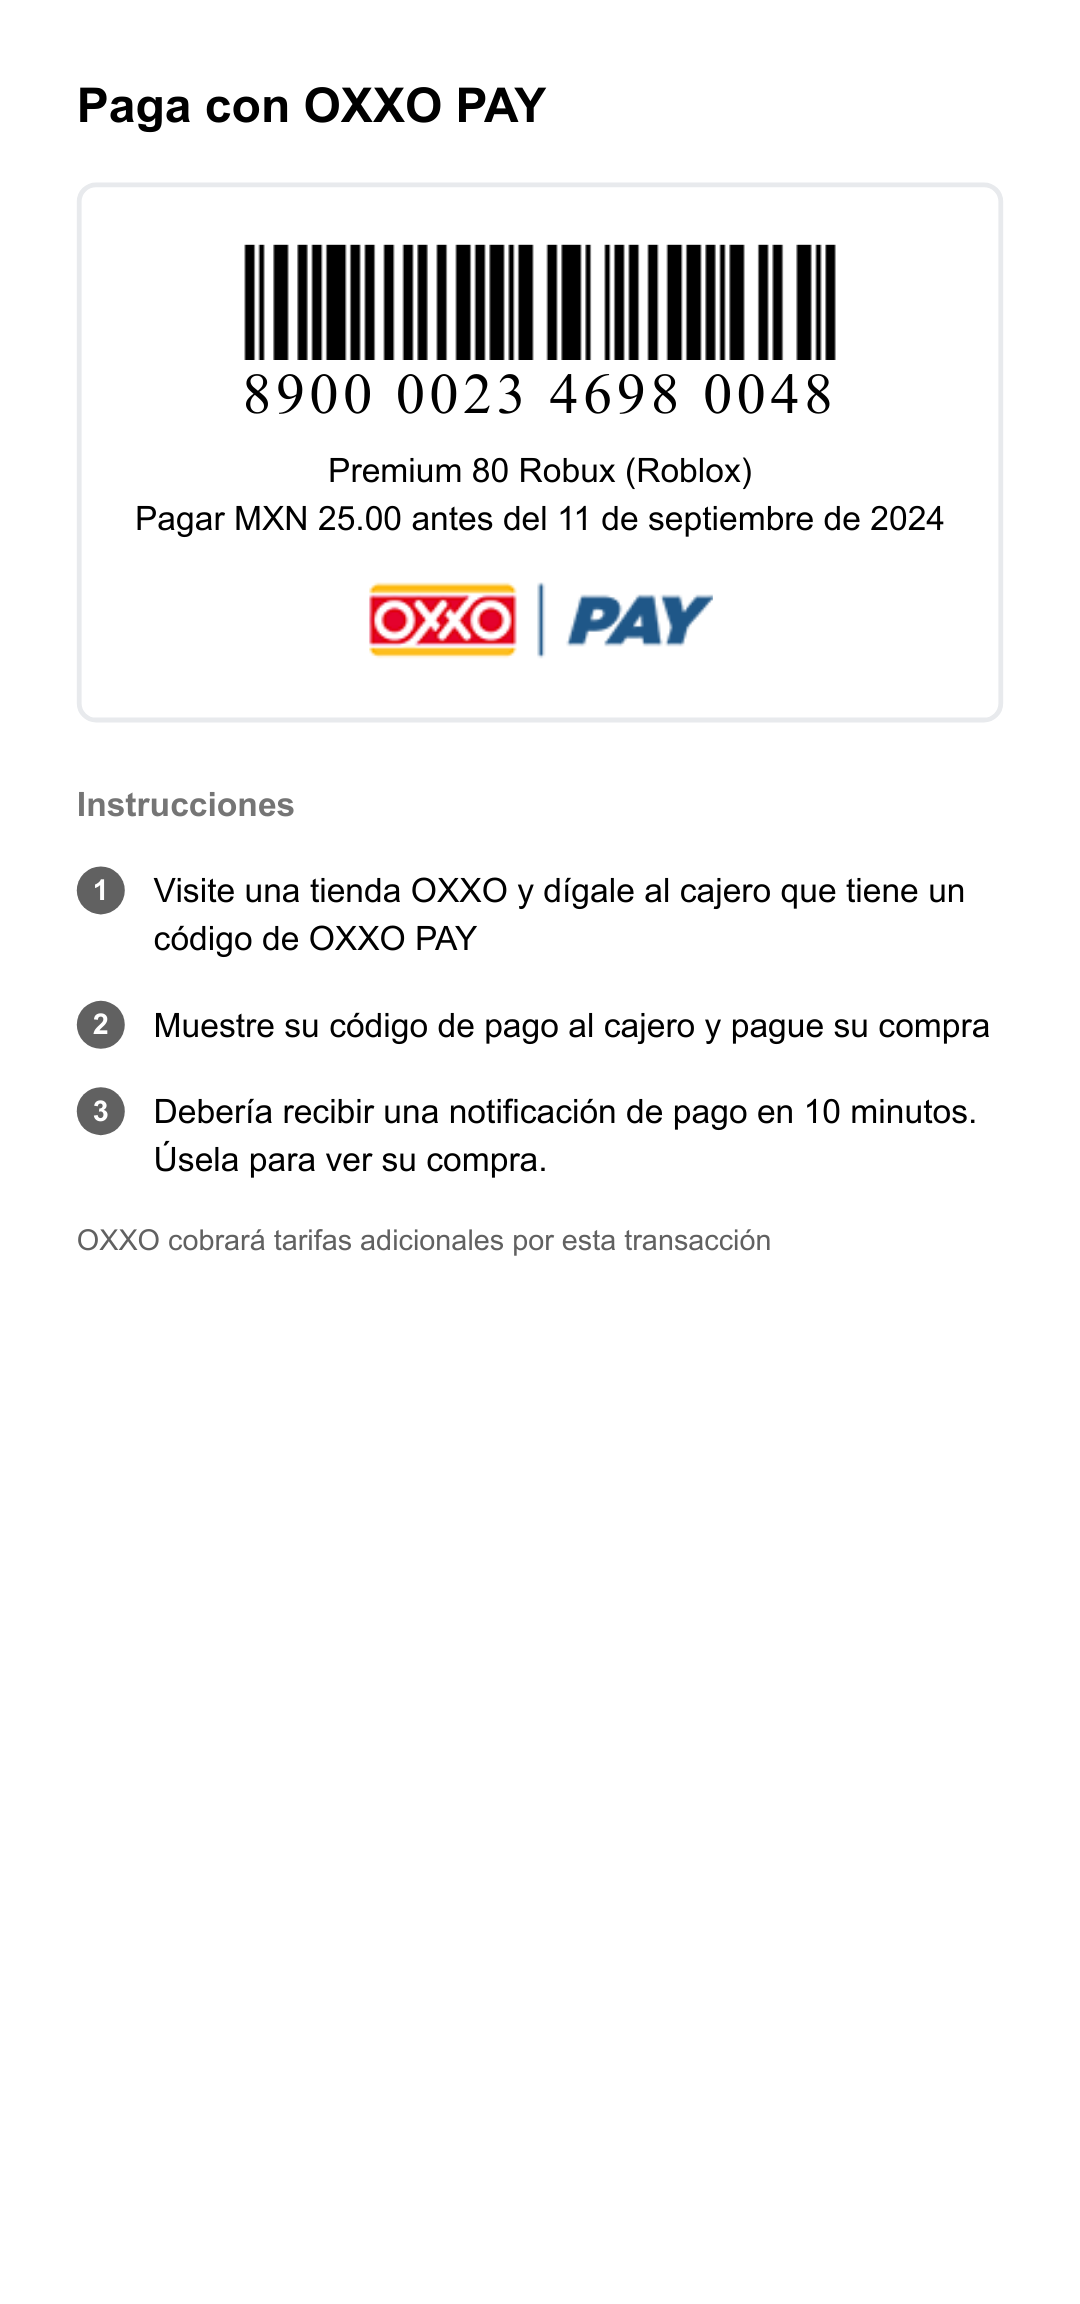 Paga con OXXO PAY
8900 0023 4698 0048
Premium 80 Robux (Roblox)
Pagar MXN 25.00 antes del 11 de septiembre de 2024
OXXO | PAY
Instrucciones
1 Visite una tienda OXXO y dígale al cajero que tiene un
código de OXXO PAY
2 Muestre su código de pago al cajero y pague su compra
3 Debería recibir una notificación de pago en 10 minutos.
Úsela para ver su compra.
OXXO cobrará tarifas adicionales por esta transacción